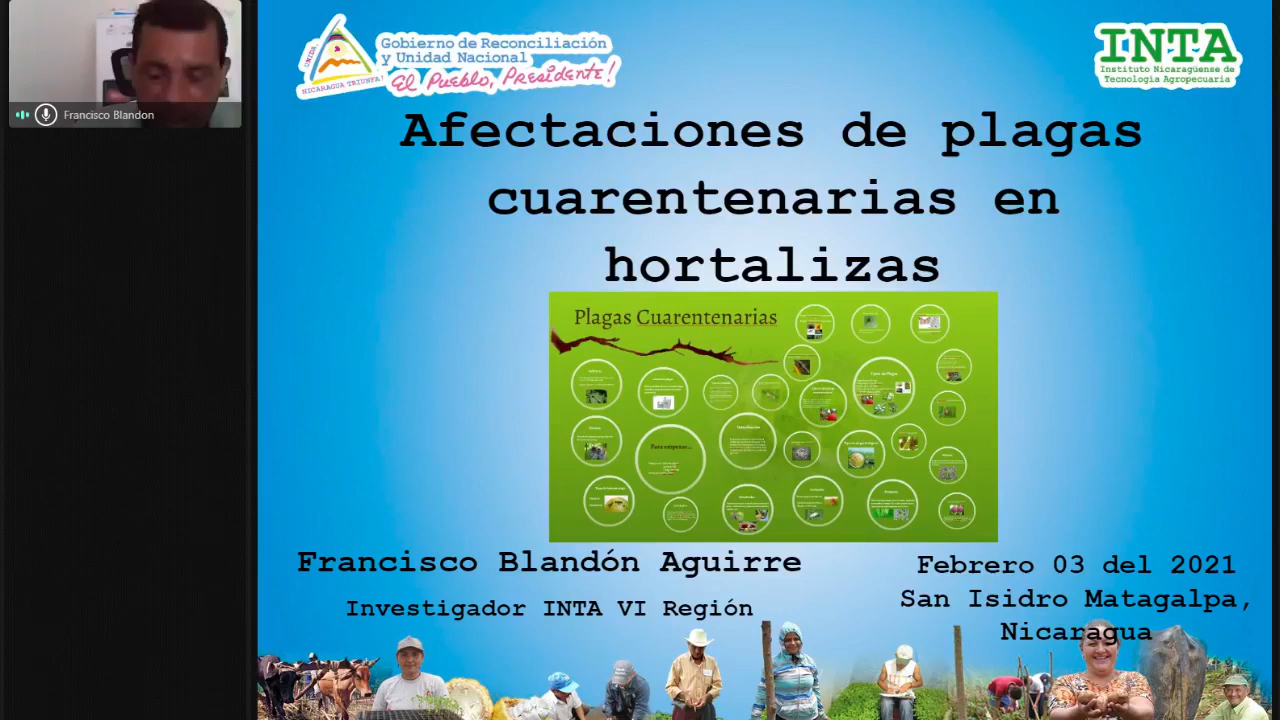 Francisco Blandon
UNIDA,
NICARAGUA TRIUNFA!
Gobierno de Reconciliación
y Unidad Nacional
El Pueblo, Presidente!
INTA
Instituto Nicaragüense de
Tecnología Agropecuaria
Afectaciones de plagas
cuarentenarias en
hortalizas
Plagas Cuarentenarias
Francisco Blandón Aguirre
Investigador INTA VI Región
Febrero 03 del 2021
San Isidro Matagalpa,
Nicaragua